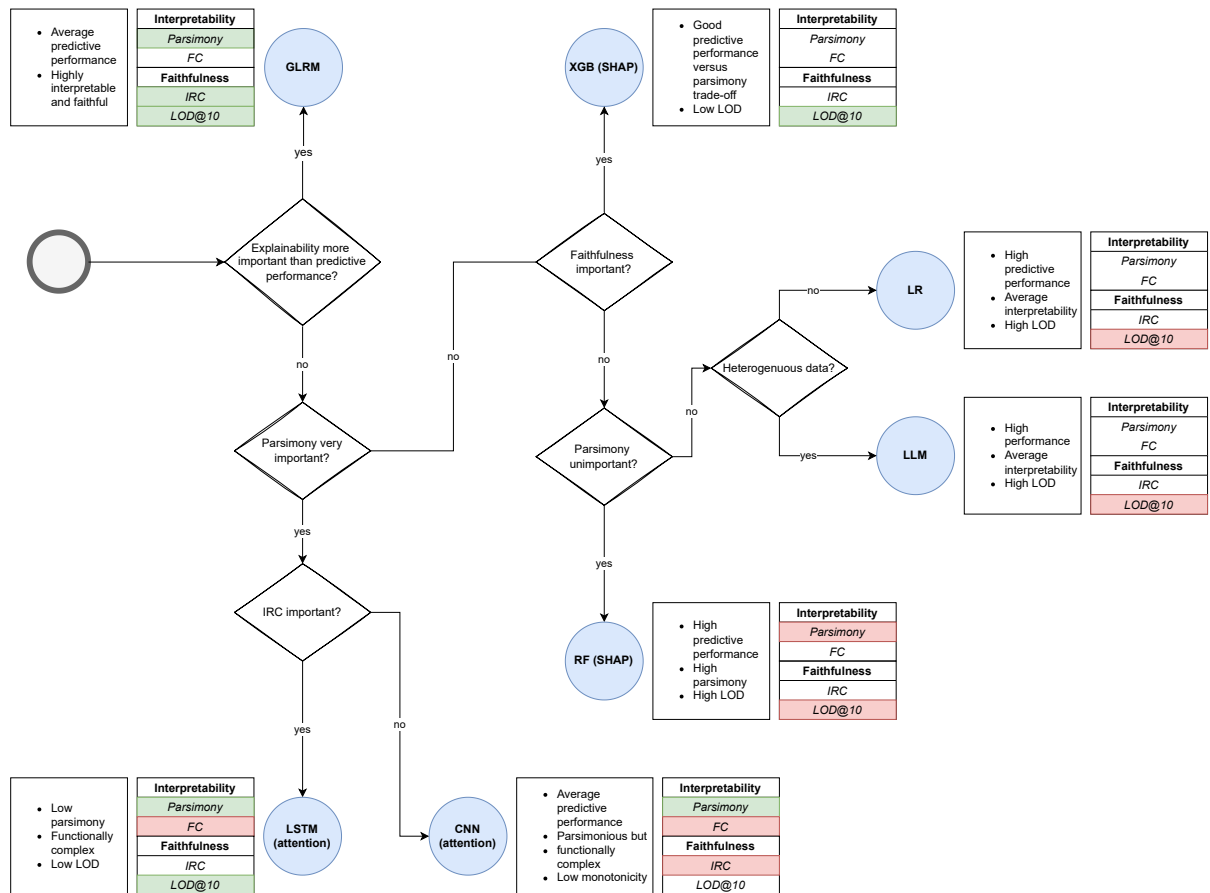 Average
predictive
performance
Highly
interpretable
and faithful
Interpretability
Parsimony
FC
Faithfulness
IRC
LOD@10
GLRM
XGB (SHAP)
Good
predictive
performance
versus
parsimony
trade-off
Low LOD
Interpretability
Parsimony
FC
Faithfulness
IRC
LOD@10
yes
yes
Explainability more
important than predictive
performance?
Faithfulness
important?
no
no
no
Heterogenuous data?
no
LR
High
predictive
performance
Average
interpretability
High LOD
Interpretability
Parsimony
FC
Faithfulness
IRC
LOD@10
Parsimony very
important?
Parsimony
unimportant?
no
yes
LLM
High
performance
Average
interpretability
High LOD
Interpretability
Parsimony
FC
Faithfulness
IRC
LOD@10
yes
yes
IRC important?
RF (SHAP)
High
predictive
performance
High
parsimony
High LOD
Interpretability
Parsimony
FC
Faithfulness
IRC
LOD@10
yes
no
Low
parsimony
Functionally
complex
Low LOD
Interpretability
Parsimony
FC
Faithfulness
IRC
LOD@10
LSTM
(attention)
CNN
(attention)
Average
predictive
performance
Parsimonious but
functionally
complex
Low monotonicity
Interpretability
Parsimony
FC
Faithfulness
IRC
LOD@10